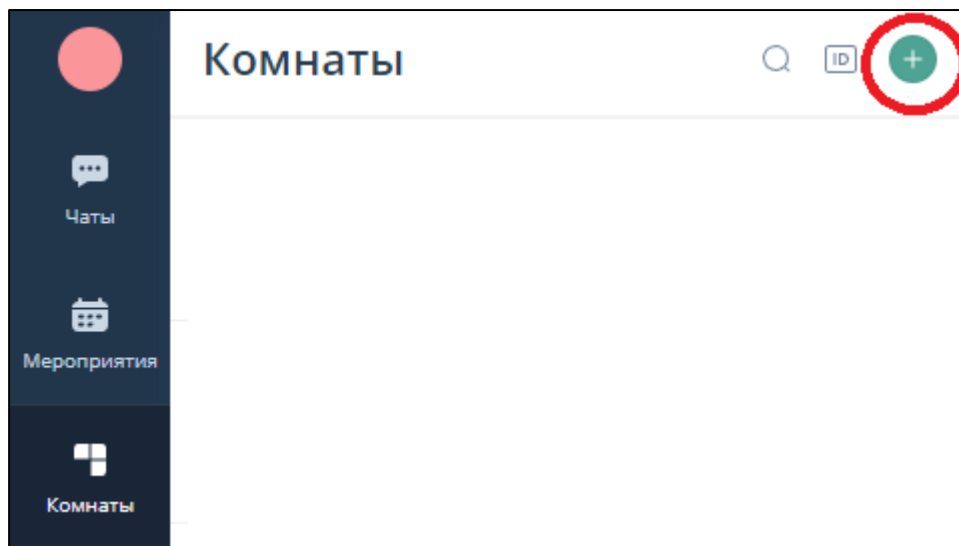 Комнаты
ID
Чаты
Мероприятия
Комнаты